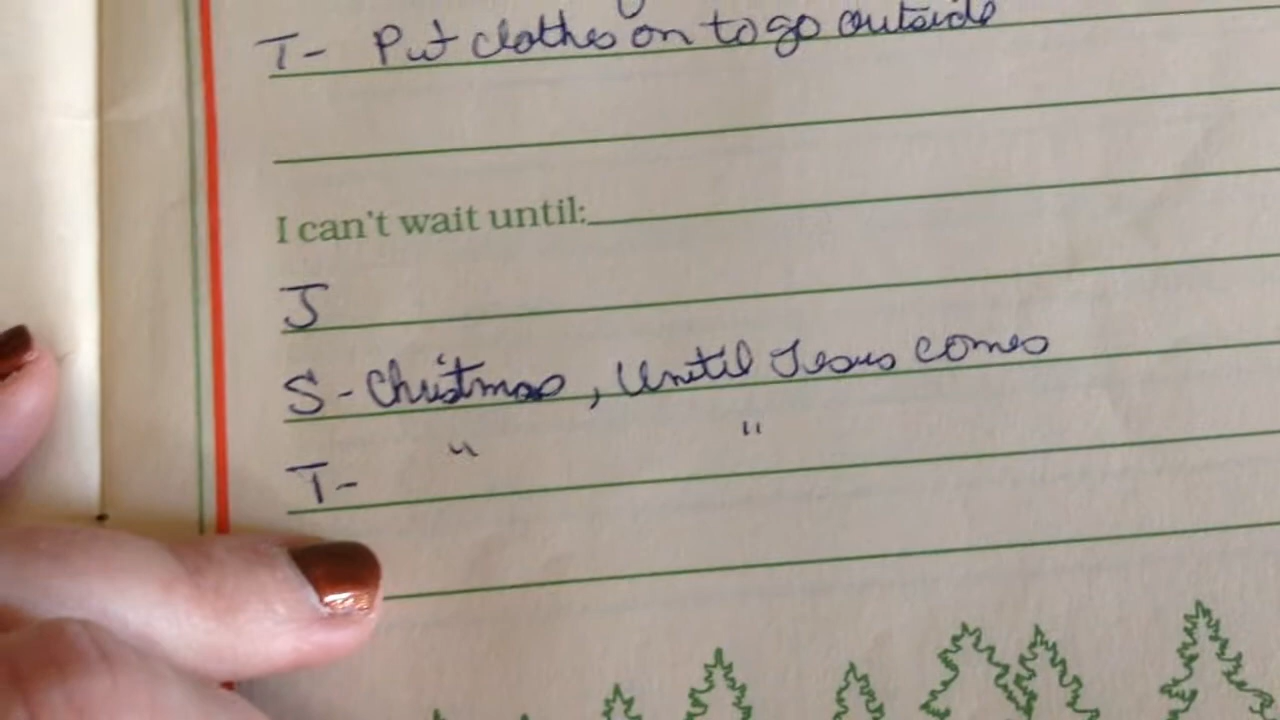 T- Put clothes on to go outside
I can't wait until:
J
S- Christmas, Until Jesus comes
T- " "